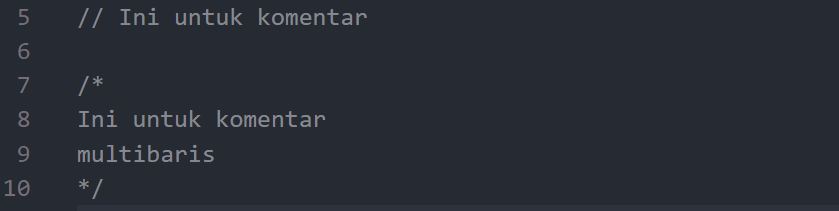 5 // Ini untuk komentar
6
7 /*
8 Ini untuk komentar
9 multibaris
10 */